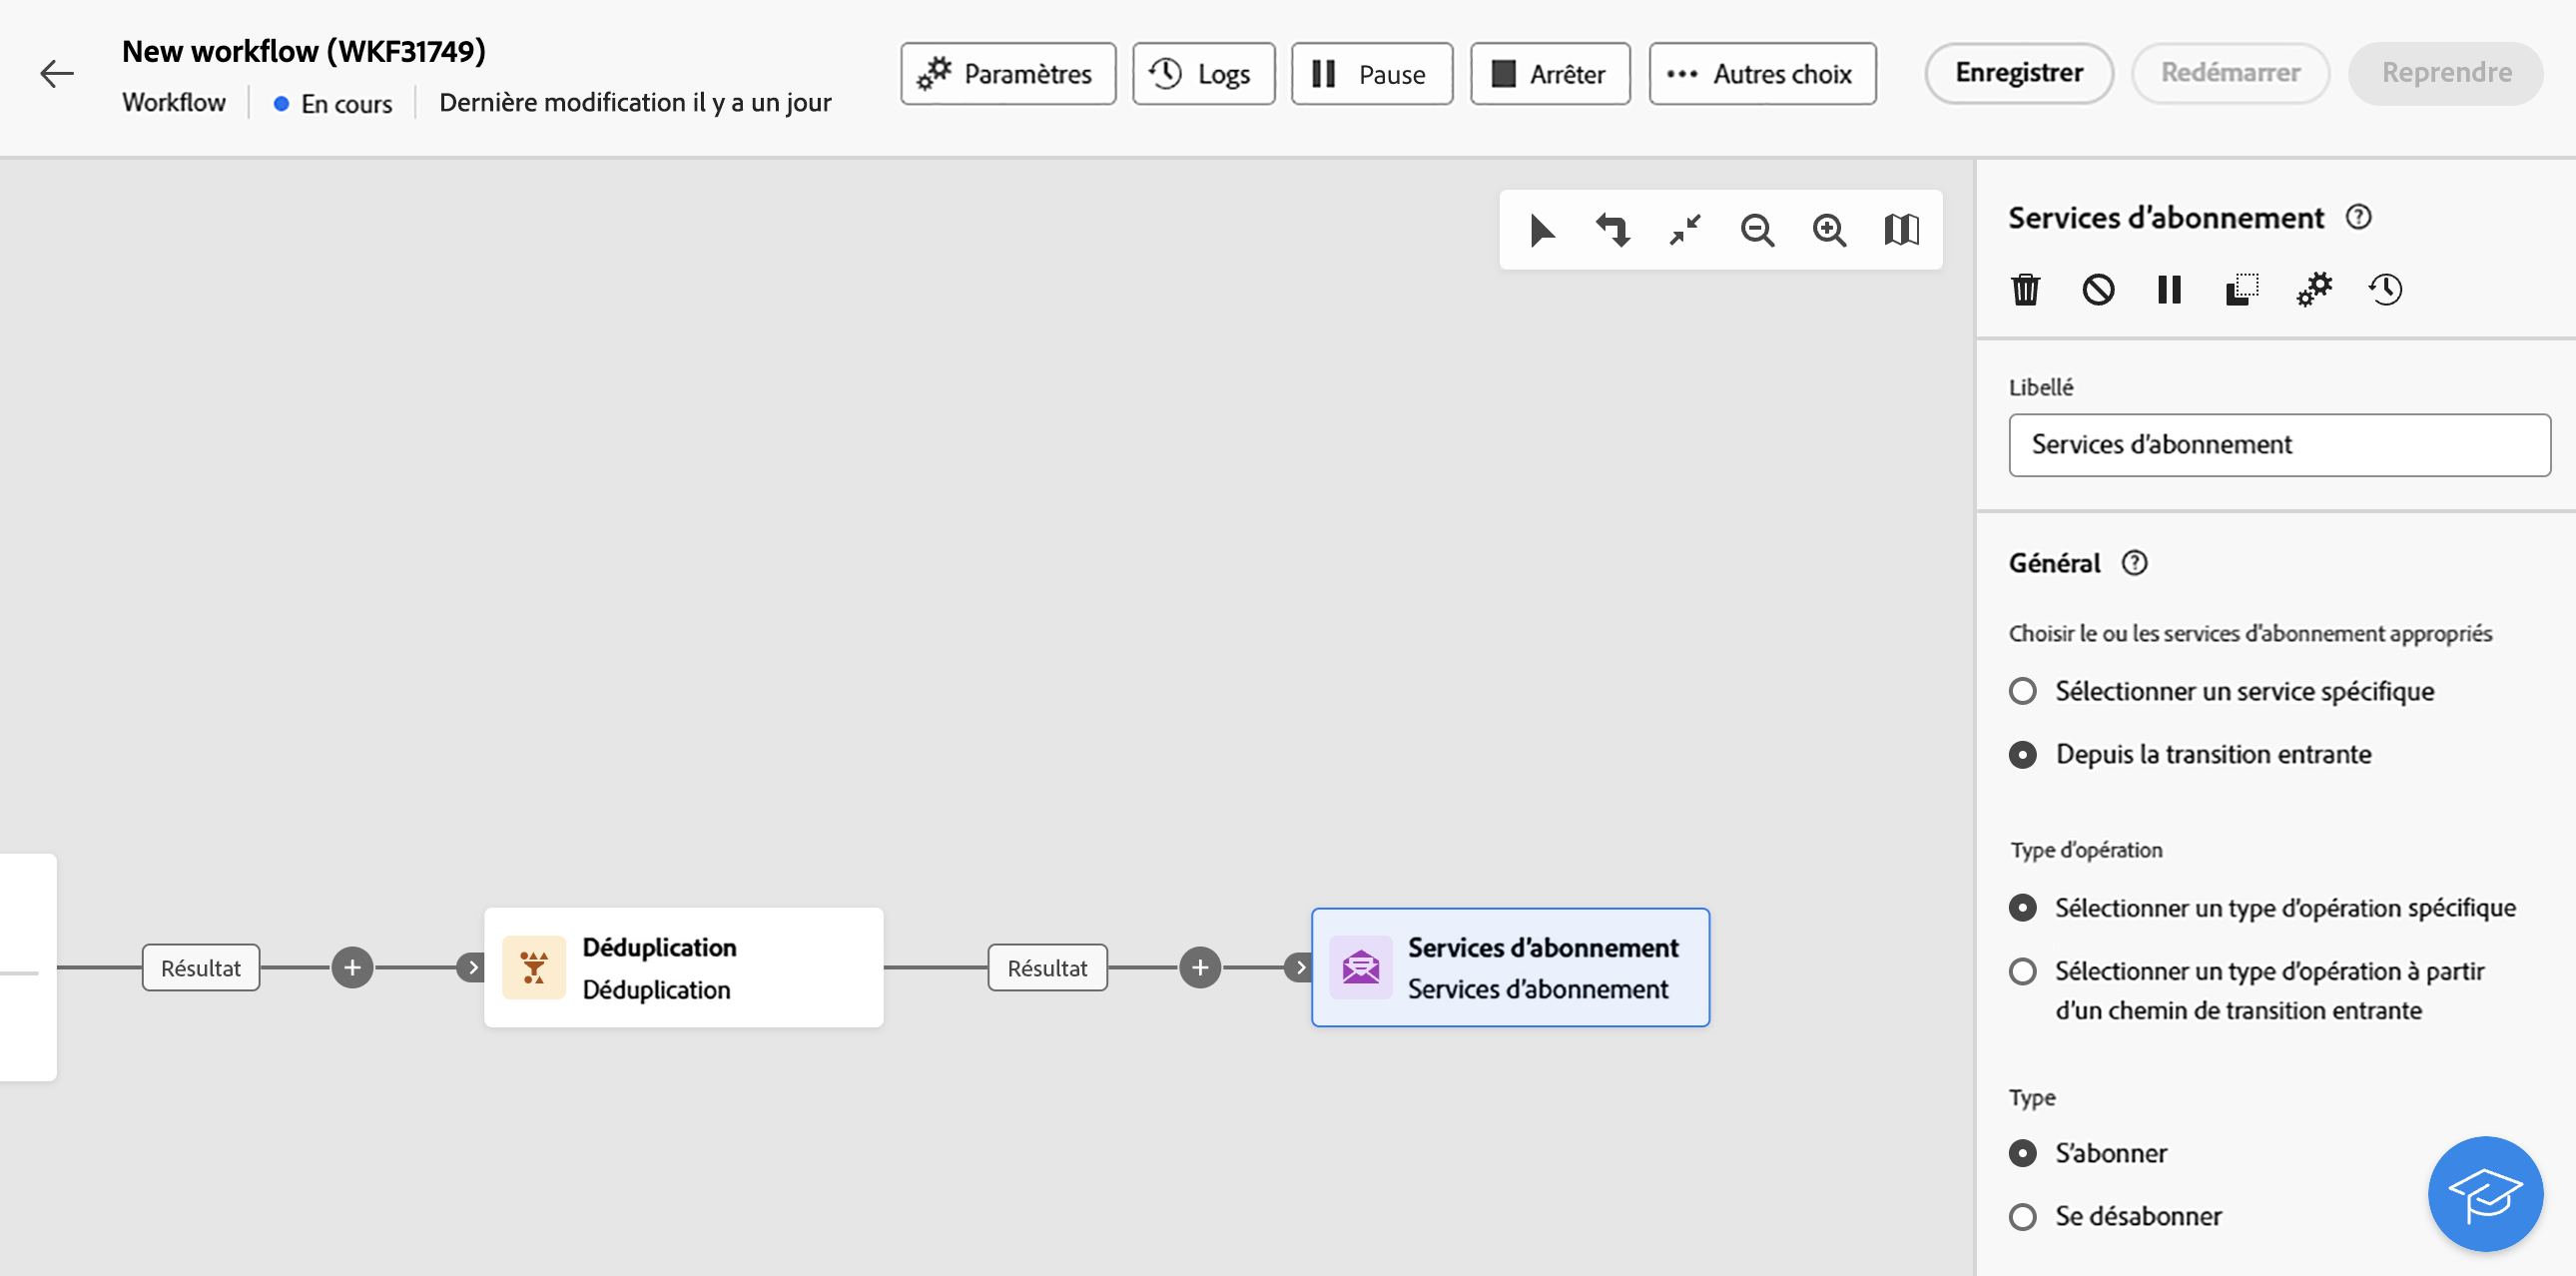 New workflow (WKF31749)
Workflow
En cours
Dernière modification il y a un jour
Paramètres
Logs
Pause
Arrêter
Autres choix
Enregistrer
Redémarrer
Reprendre
Résultat
Déduplication
Déduplication
Résultat
Services d’abonnement
Services d’abonnement
Services d’abonnement
Libellé
Services d’abonnement
Général
Choisir le ou les services d’abonnement appropriés
Sélectionner un service spécifique
Depuis la transition entrante
Type d’opération
Sélectionner un type d’opération spécifique
Sélectionner un type d’opération à partir
d’un chemin de transition entrante
Type
S’abonner
Se désabonner